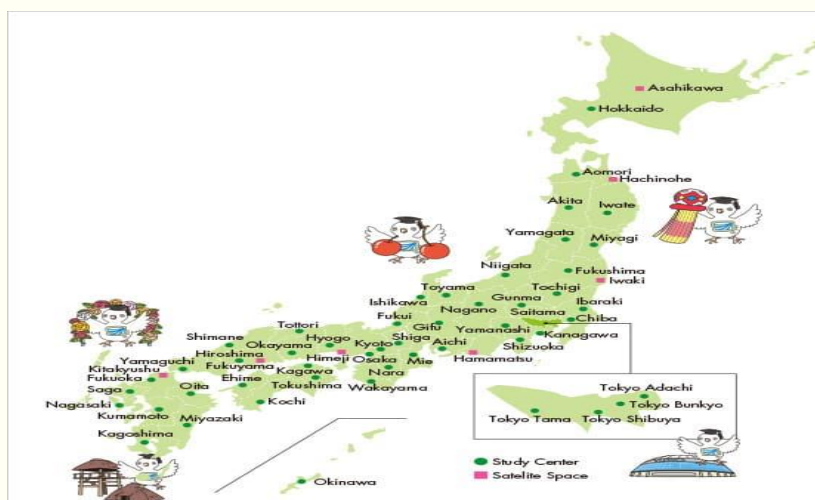 Asahikawa
Hokkaido
Aomori
Hachinohe
Akita
Iwate
Yamagata
Miyagi
Niigata
Fukushima
Iwaki
Toyama
Tochigi
Ishikawa
Gunma
Ibaraki
Nagano
Saitama
Fukui
Chiba
Gifu
Yamanashi
Kanagawa
Tottori
Shiga
Shizuoka
Shimane
Hyogo
Kyoto
Aichi
Okayama
Hiroshima
Himeji
Osaka
Mie
Hamamatsu
Yamaguchi
Fukuyama
Kagawa
Nara
Kitakyushu
Fukuoka
Ehime
Tokushima
Wakayama
Saga
Oita
Kochi
Nagasaki
Kumamoto
Miyazaki
Kagoshima
Okinawa
Tokyo Adachi
Tokyo Bunkyo
Tokyo Tama
Tokyo Shibuya
Study Center
Satelite Space